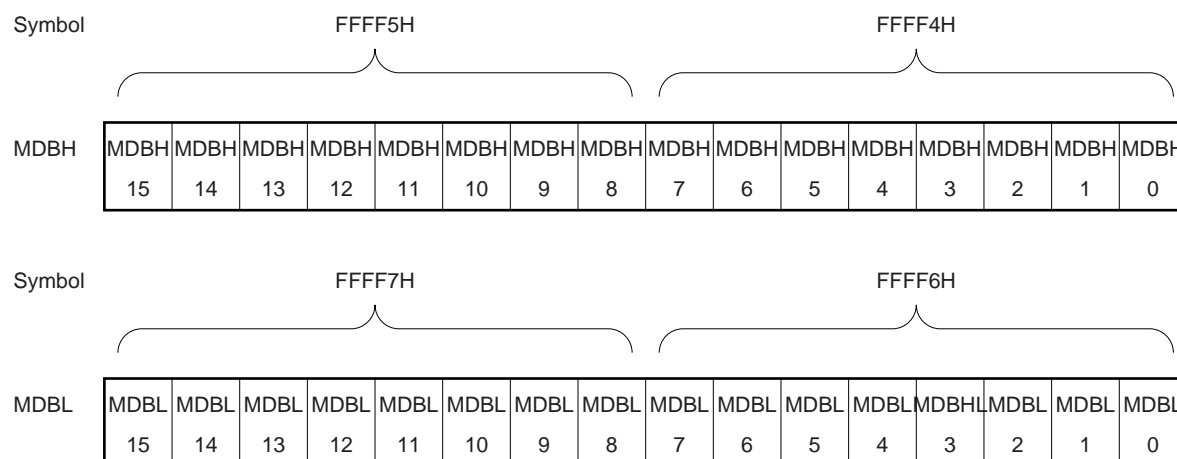 Symbol FFFF5H FFFF4H
MDBH MDBH MDBH MDBH MDBH MDBH MDBH MDBH MDBH MDBH MDBH MDBH MDBH MDBH MDBH MDBH MDBH
15 14 13 12 11 10 9 8 7 6 5 4 3 2 1 0
Symbol FFFF7H FFFF6H
MDBL MDBL MDBL MDBL MDBL MDBL MDBL MDBL MDBL MDBL MDBL MDBL MDBL MDBHL MDBL MDBL MDBL
15 14 13 12 11 10 9 8 7 6 5 4 3 2 1 0